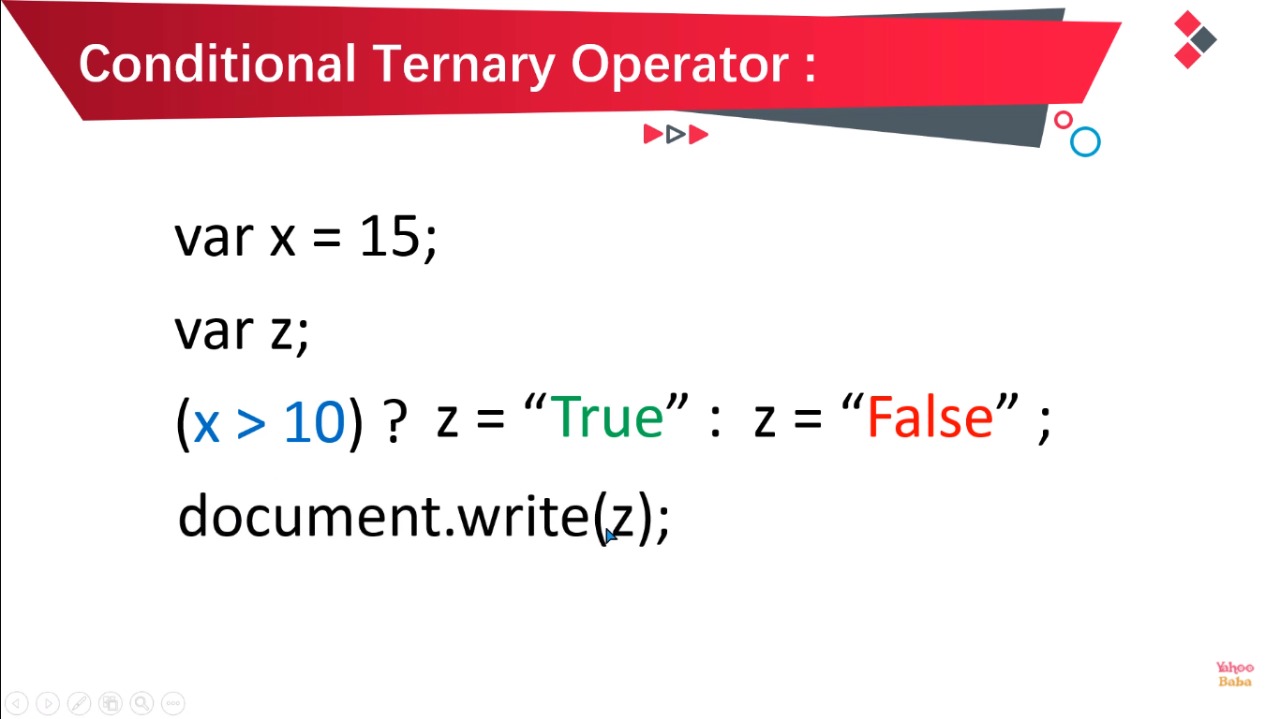 Conditional Ternary Operator :
var x = 15;
var z;
(x > 10) ? z = “True” : z = “False” ;
document.write(z);
Yahoo
Baba